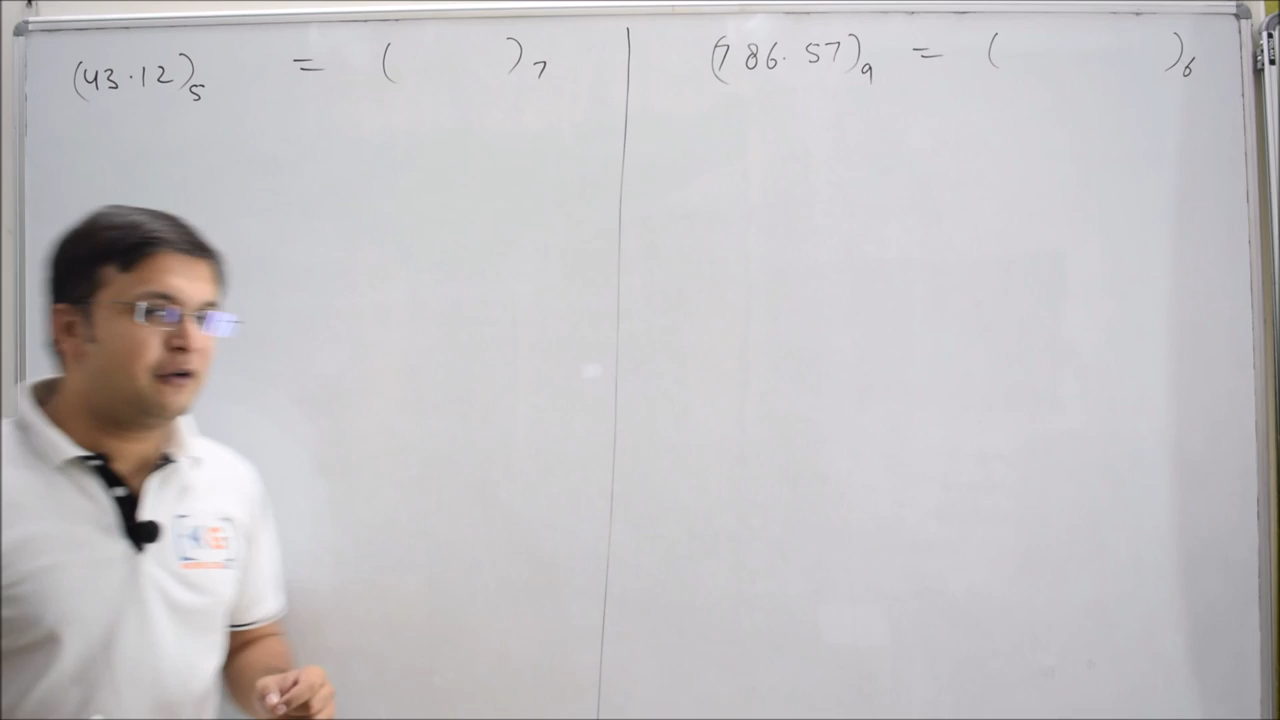 (43.12)5 = ( )7
(786.57)9 = ( )6